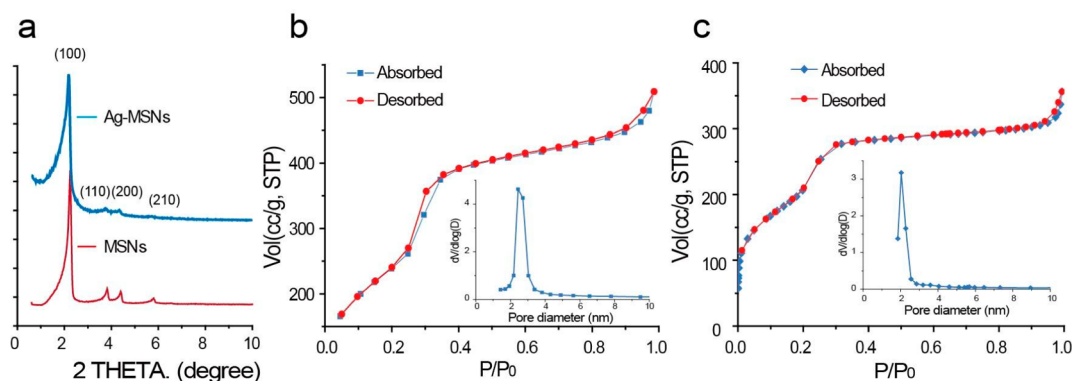 a
(100)
Ag-MSNs
(110) (200) (210)
MSNs
0 2 4 6 8 10
2 THETA. (degree)
b
Absorbed
Desorbed
Vol(cc/g, STP)
500
400
300
200
0.0 0.2 0.4 0.6 0.8 1.0
P/P0
dV/dlog(D)
4
2
0
0 2 4 6 8 10
Pore diameter (nm)
c
Absorbed
Desorbed
Vol(cc/g, STP)
400
300
200
100
0
0.0 0.2 0.4 0.6 0.8 1.0
P/P0
dV/dlog(D)
3
2
1
0
0 2 4 6 8 10
Pore diameter (nm)